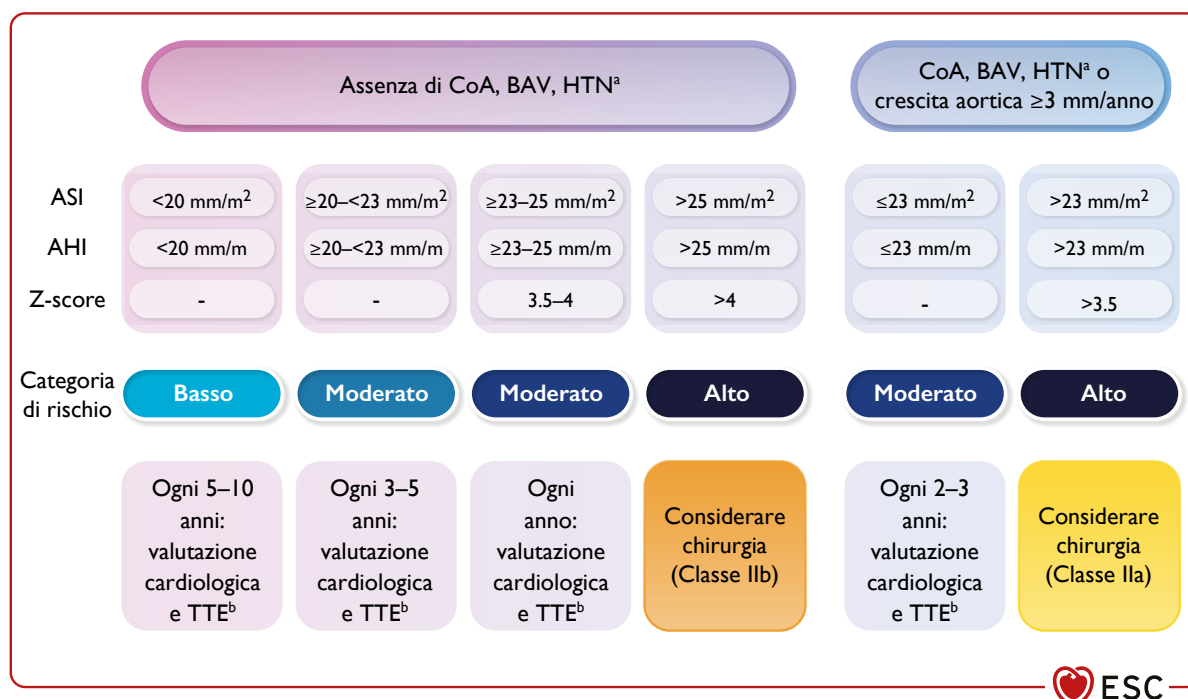 Assenza di CoA, BAV, HTNᵃ
CoA, BAV, HTNᵃ o
crescita aortica ≥3 mm/anno
ASI
<20 mm/m²
≥20–<23 mm/m²
≥23–25 mm/m²
>25 mm/m²
≤23 mm/m²
>23 mm/m²
AHI
<20 mm/m
≥20–<23 mm/m
≥23–25 mm/m
>25 mm/m
≤23 mm/m
>23 mm/m
Z-score
-
-
3.5–4
>4
-
>3.5
Categoria
di rischio
Basso
Moderato
Moderato
Alto
Moderato
Alto
Ogni 5–10
anni:
valutazione
cardiologica
e TTEᵇ
Ogni 3–5
anni:
valutazione
cardiologica
e TTEᵇ
Ogni
anno:
valutazione
cardiologica
e TTEᵇ
Considerare
chirurgia
(Classe IIb)
Ogni 2–3
anni:
valutazione
cardiologica
e TTEᵇ
Considerare
chirurgia
(Classe IIa)
ESC